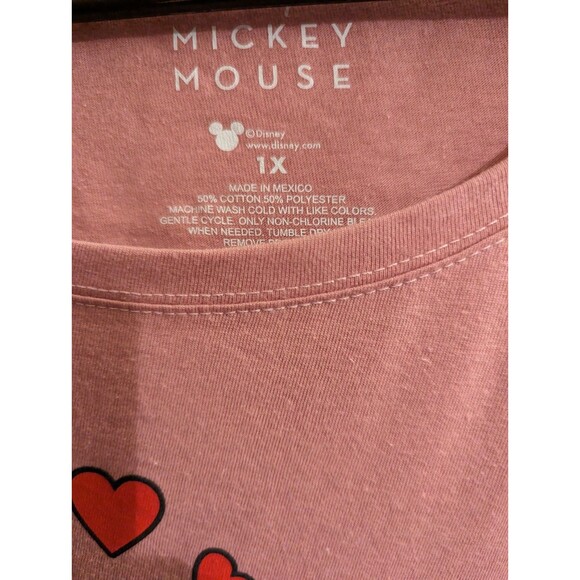 MICKEY
MOUSE
©Disney
www.disney.com
1X
MADE IN MEXICO
50% COTTON 50% POLYESTER
MACHINE WASH COLD WITH LIKE COLORS.
GENTLE CYCLE. ONLY NON-CHLORINE
WHEN NEEDED. TUMBLE
REMOVE